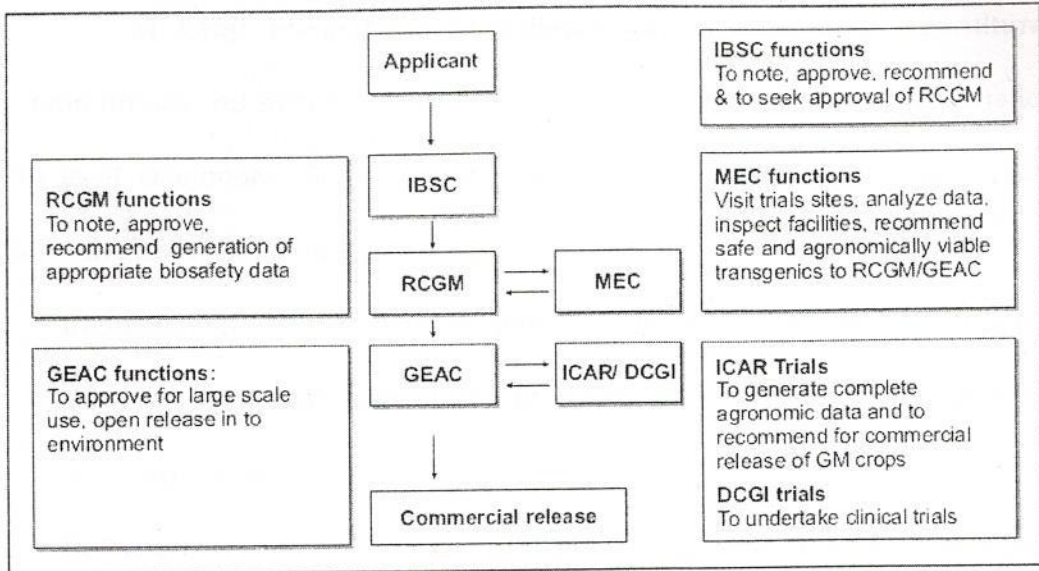 Applicant
IBSC functions
To note, approve, recommend
& to seek approval of RCGM
IBSC
RCGM functions
To note, approve,
recommend generation of
appropriate biosafety data
MEC functions
Visit trials sites, analyze data,
inspect facilities, recommend
safe and agronomically viable
transgenics to RCGM/GEAC
RCGM
MEC
GEAC functions:
To approve for large scale
use, open release in to
environment
GEAC
ICAR/ DCGI
ICAR Trials
To generate complete
agronomic data and to
recommend for commercial
release of GM crops
DCGI trials
To undertake clinical trials
Commercial release